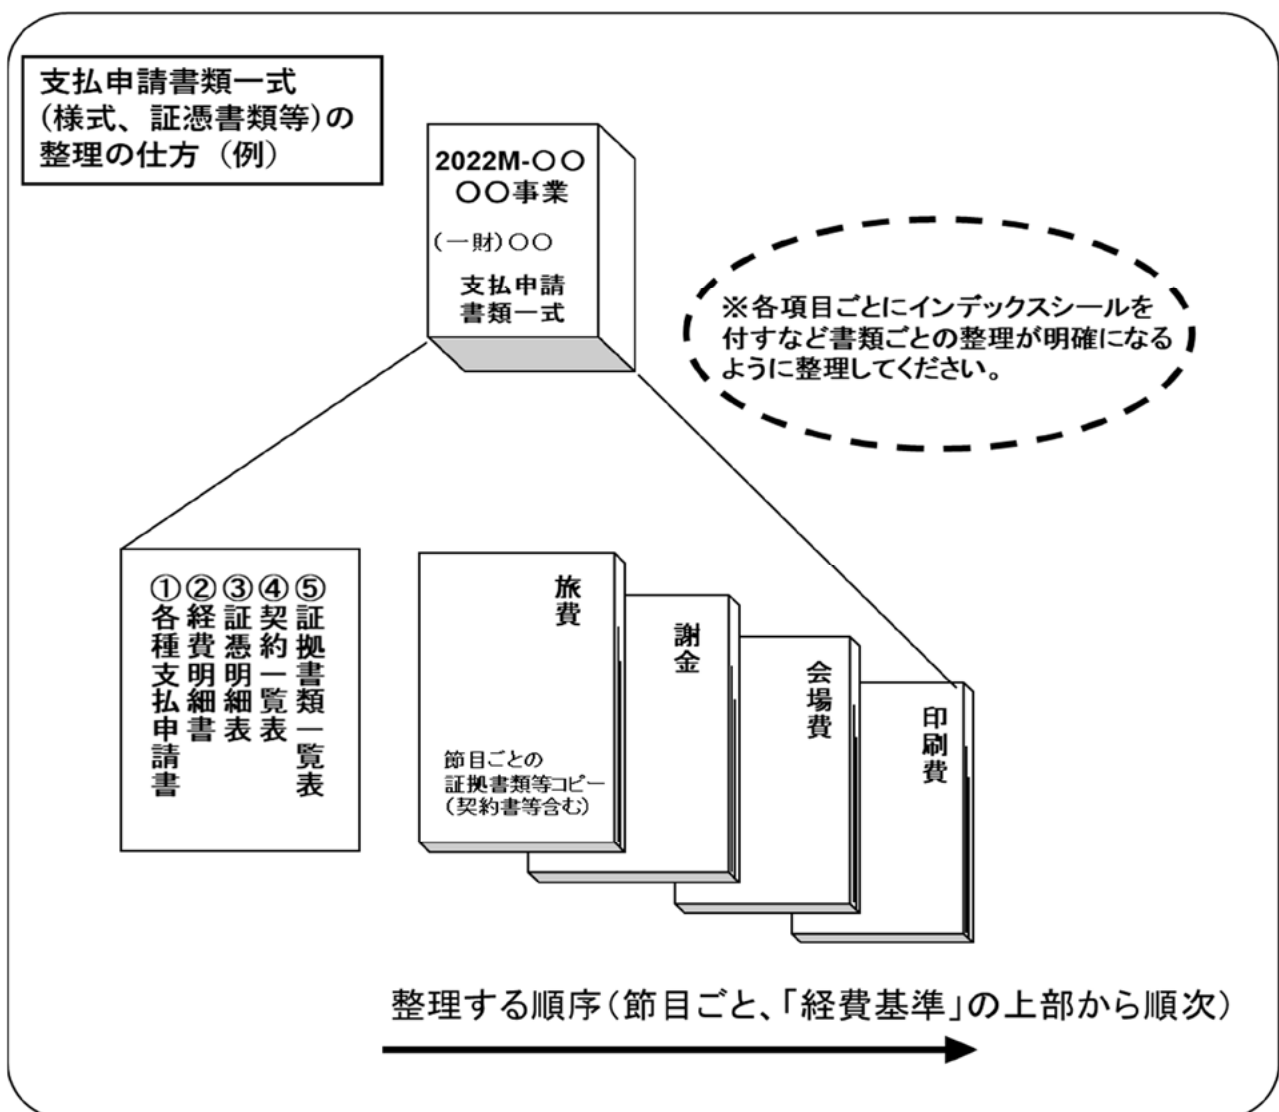 支払申請書類一式
(様式、証憑書類等)の
整理の仕方（例）
2022M-〇〇
〇〇事業
(一財)〇〇
支払申請
書類一式
※各項目ごとにインデックスシールを
付すなど書類ごとの整理が明確になる
ように整理してください。
①各種支払申請書
②経費明細書
③証憑明細表
④契約一覧表
⑤証拠書類一覧表
旅費
節目ごとの
証拠書類等コピー
(契約書等含む)
謝金
会場費
印刷費
整理する順序(節目ごと、「経費基準」の上部から順次)